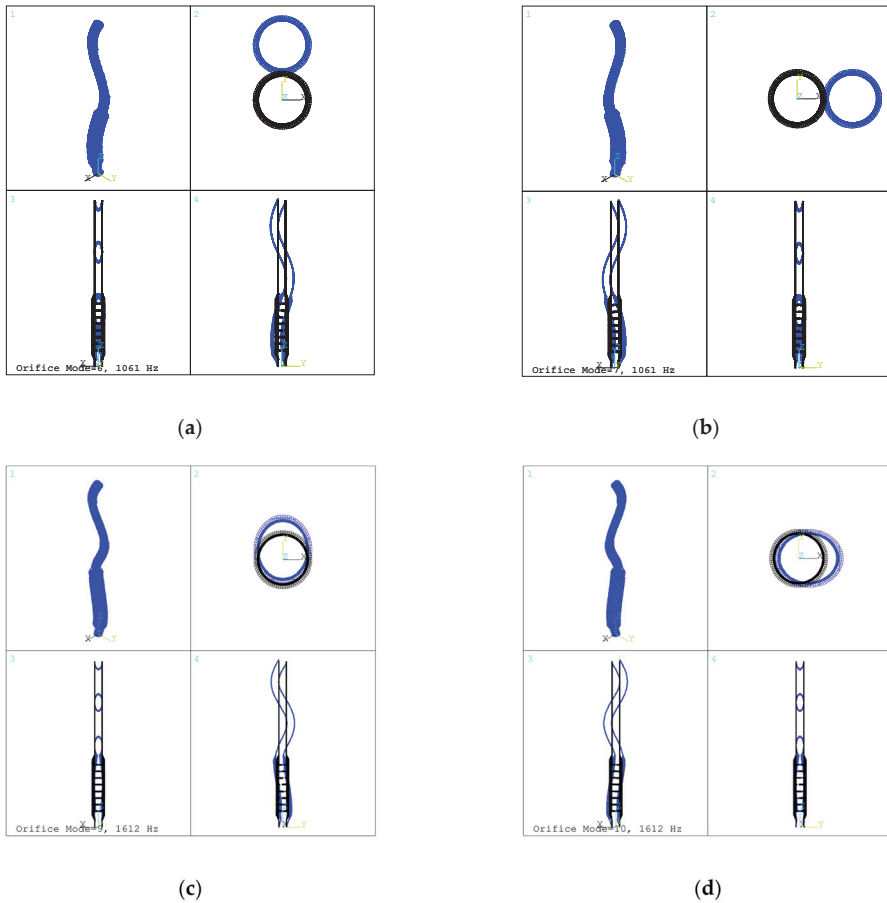 1
2
Y
Z
X
Z
X
Y
3
4
Z
X
Z
Y
Orifice Mode=6, 1061 Hz
1
2
Y
Z
X
Z
X
Y
3
4
X
Z
X
Y
Orifice Mode=7, 1061 Hz
(a)
(b)
1
2
Y
Z
X
X
Y
3
4
X
X
Y
Orifice Mode=9, 1612 Hz
1
2
Y
Z
X
X
Y
3
4
X
X
Y
Orifice Mode=10, 1612 Hz
(c)
(d)